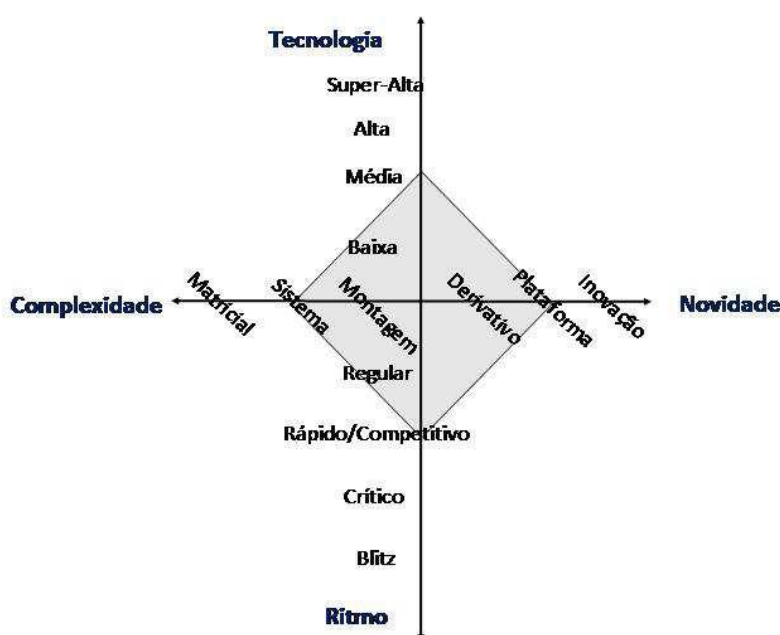 Tecnologia
Super-Alta
Alta
Média
Baixa
Complexidade
Matricial
Sistema
Montagem
Derivativo
Plataforma
Inovação
Novidade
Regular
Rápido/Competitivo
Crítico
Blitz
Ritmo